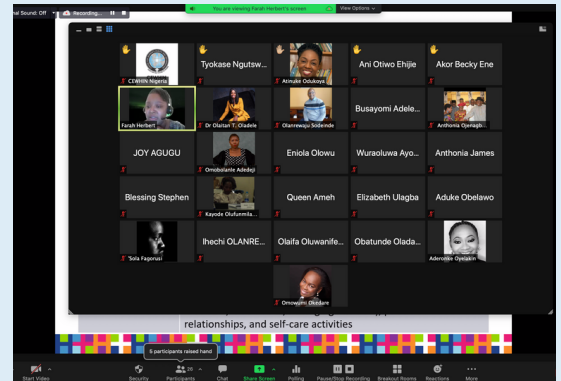 nal Sound: Off
Recording...
You are viewing Farah Herbert's screen
View Options
CEWHIN Nigeria
Tyokase Ngutsw...
Atinuke Odukoya
Ani Otiwo Ehijie
Akor Becky Ene
Farah Herbert
Dr Olaitan T. Oladele
Olanrewaju Sodeinde
Busayomi Adele...
Anthonia Ojenagb...
JOY AGUGU
Omobolanle Adedeji
Eniola Olowu
Wuraoluwa Ayo...
Anthonia James
Blessing Stephen
Kayode Olufunmila...
Queen Ameh
Elizabeth Ulagba
Aduke Obelawo
'Sola Fagorusi
Ihechi OLANRE...
Olaifa Oluwanife...
Obatunde Olada...
Aderonke Oyelakin
Omowumi Okedare
relationships, and self-care activities
5 participants raised hand
Start Video
Security
Participants
26
Chat
Share Screen
Polling
Pause/Stop Recording
Breakout Rooms
Reactions
More